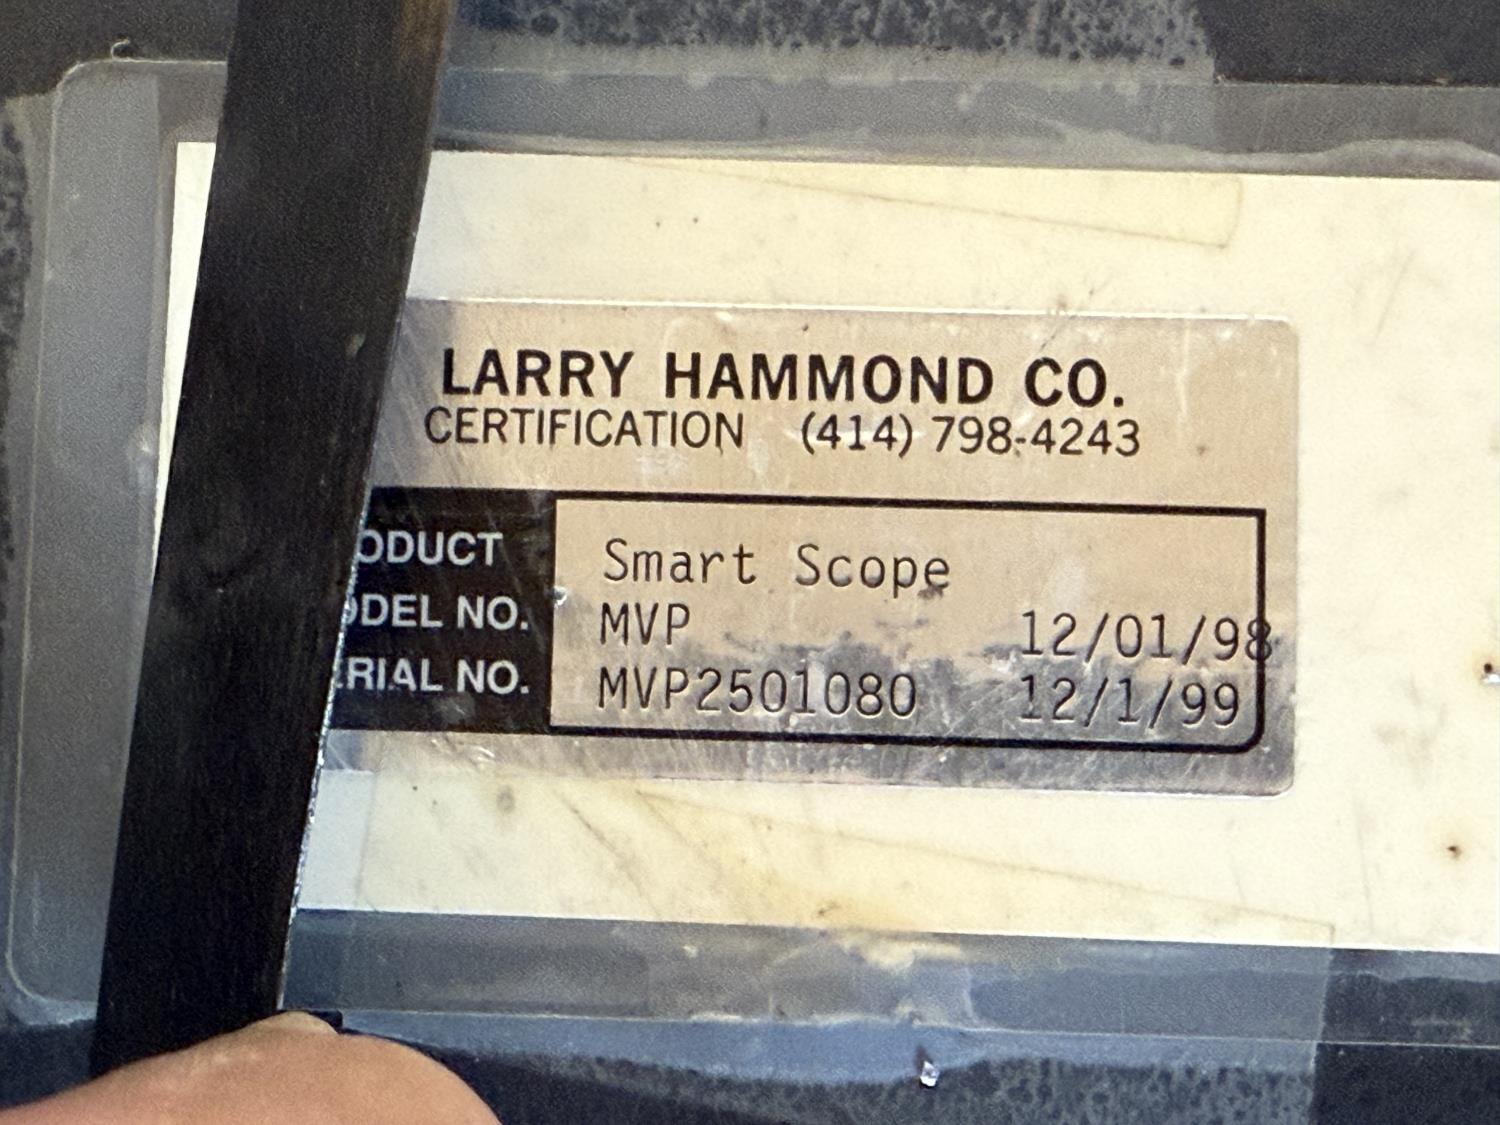 LARRY HAMMOND CO.
CERTIFICATION (414) 798-4243
ODUCT Smart Scope
ODEL NO. MVP 12/01/98
ERIAL NO. MVP2501080 12/1/99